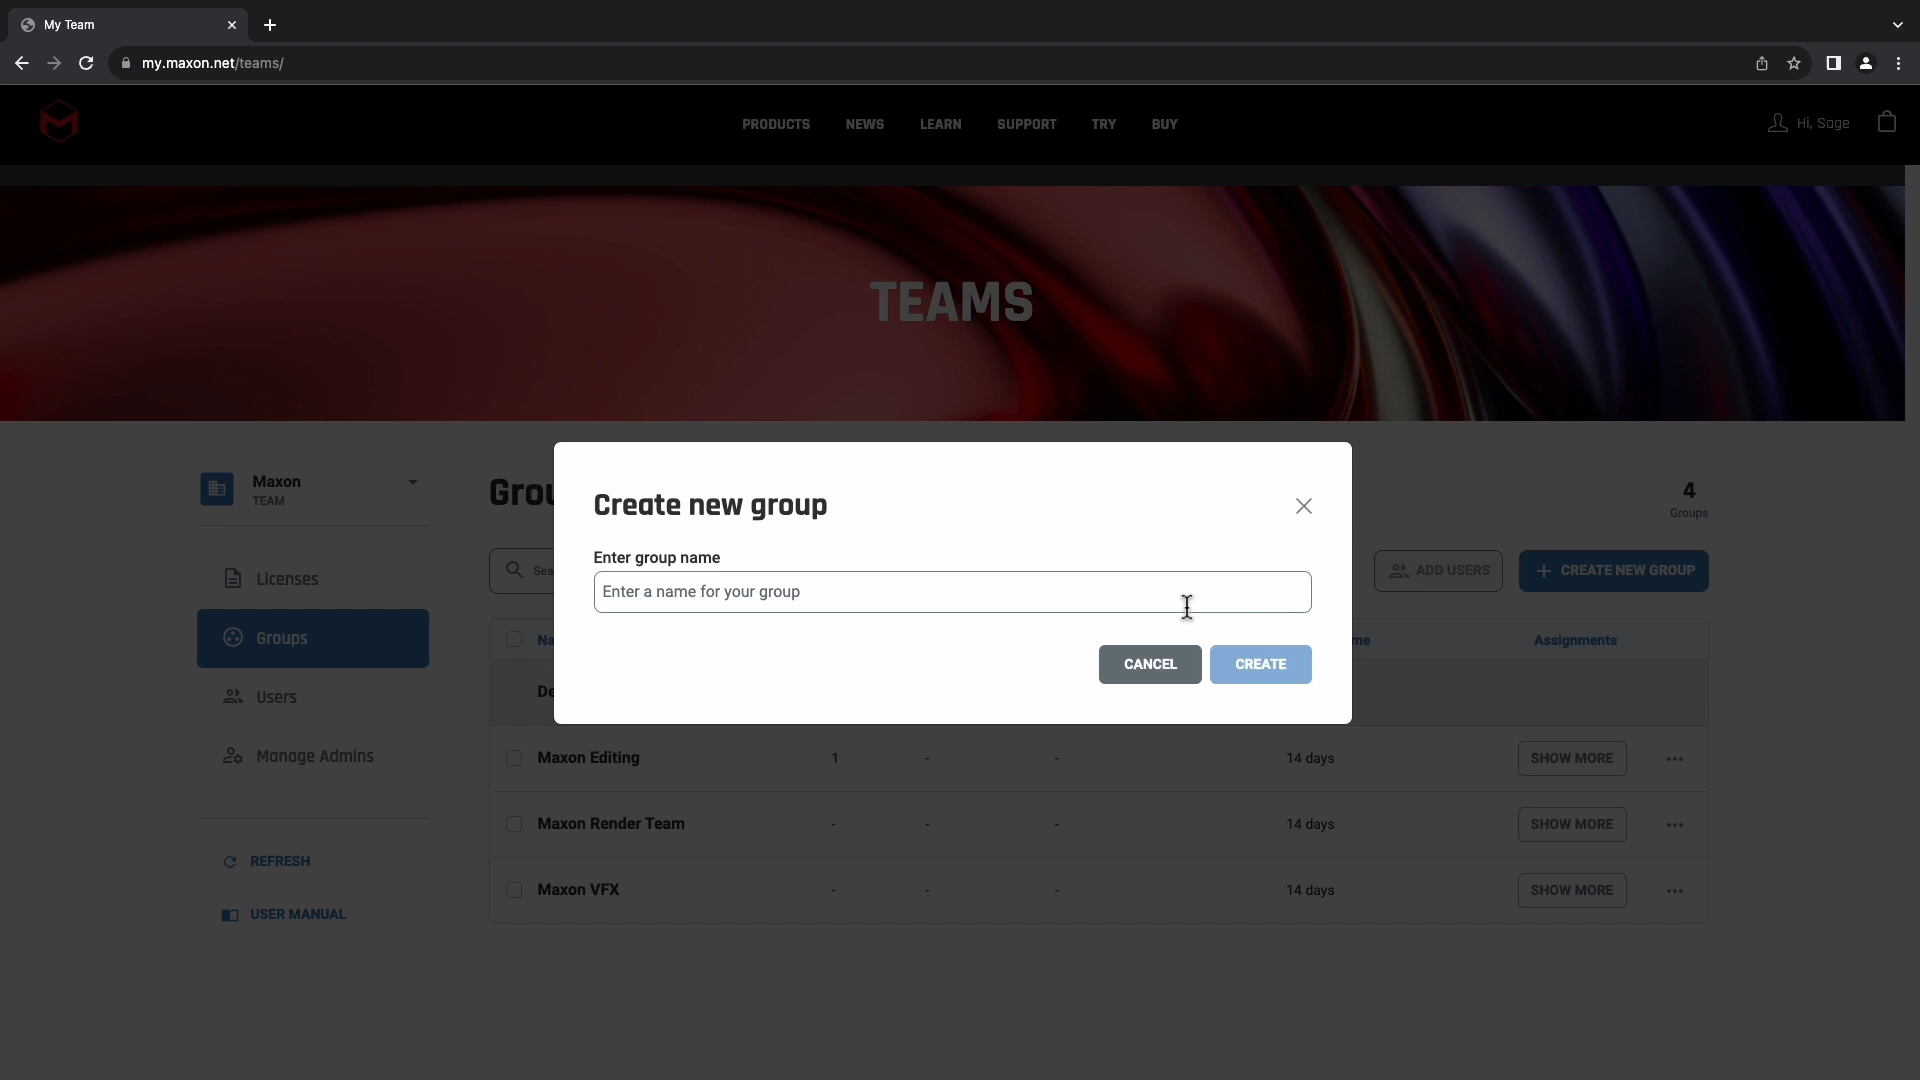 My Team
my.maxon.net/teams/
PRODUCTS NEWS LEARN SUPPORT TRY BUY
Hi, Sage
TEAMS
Maxon
TEAM
4
Groups
Create new group
Enter group name
Enter a name for your group
CANCEL CREATE
ADD USERS
CREATE NEW GROUP
Licenses
Groups
Users
Manage Admins
REFRESH
USER MANUAL
Assignments
Maxon Editing 1 - - 14 days SHOW MORE
Maxon Render Team - - - 14 days SHOW MORE
Maxon VFX - - - 14 days SHOW MORE